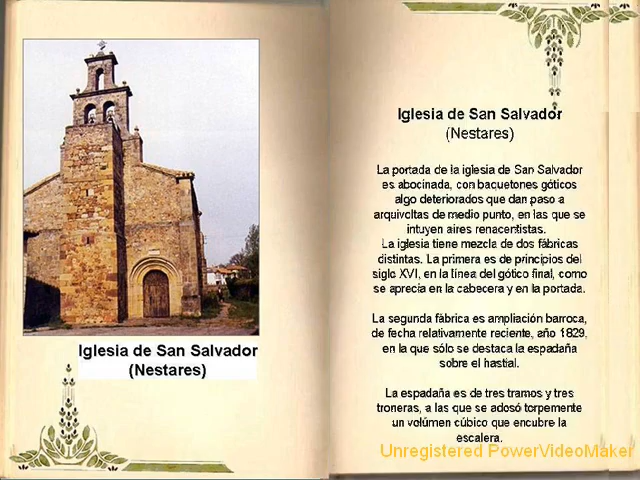 Iglesia de San Salvador
(Nestares)
Iglesia de San Salvador
(Nestares)
La portada de la iglesia de San Salvador
es abocinada, con baquetones góticos
algo deteriorados que dan paso a
arquivoltas de medio punto, en las que se
intuyen aires renacentistas.
La iglesia tiene mezcla de dos fábricas
distintas. La primera es de principios del
siglo XVI, en la línea del gótico final, como
se aprecia en la cabecera y en la portada.
La segunda fábrica es ampliación barroca,
de fecha relativamente reciente, año 1829,
en la que sólo se destaca la espadaña
sobre el hastial.
La espadaña es de tres tramos y tres
troneras, a las que se adosó torpemente
un volúmen cúbico que encubre la
escalera.
Unregistered PowerVideoMaker